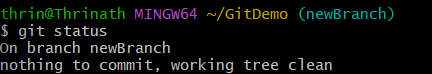 thrin@Thrinath MINGW64 ~/GitDemo (newBranch)
$ git status
On branch newBranch
nothing to commit, working tree clean